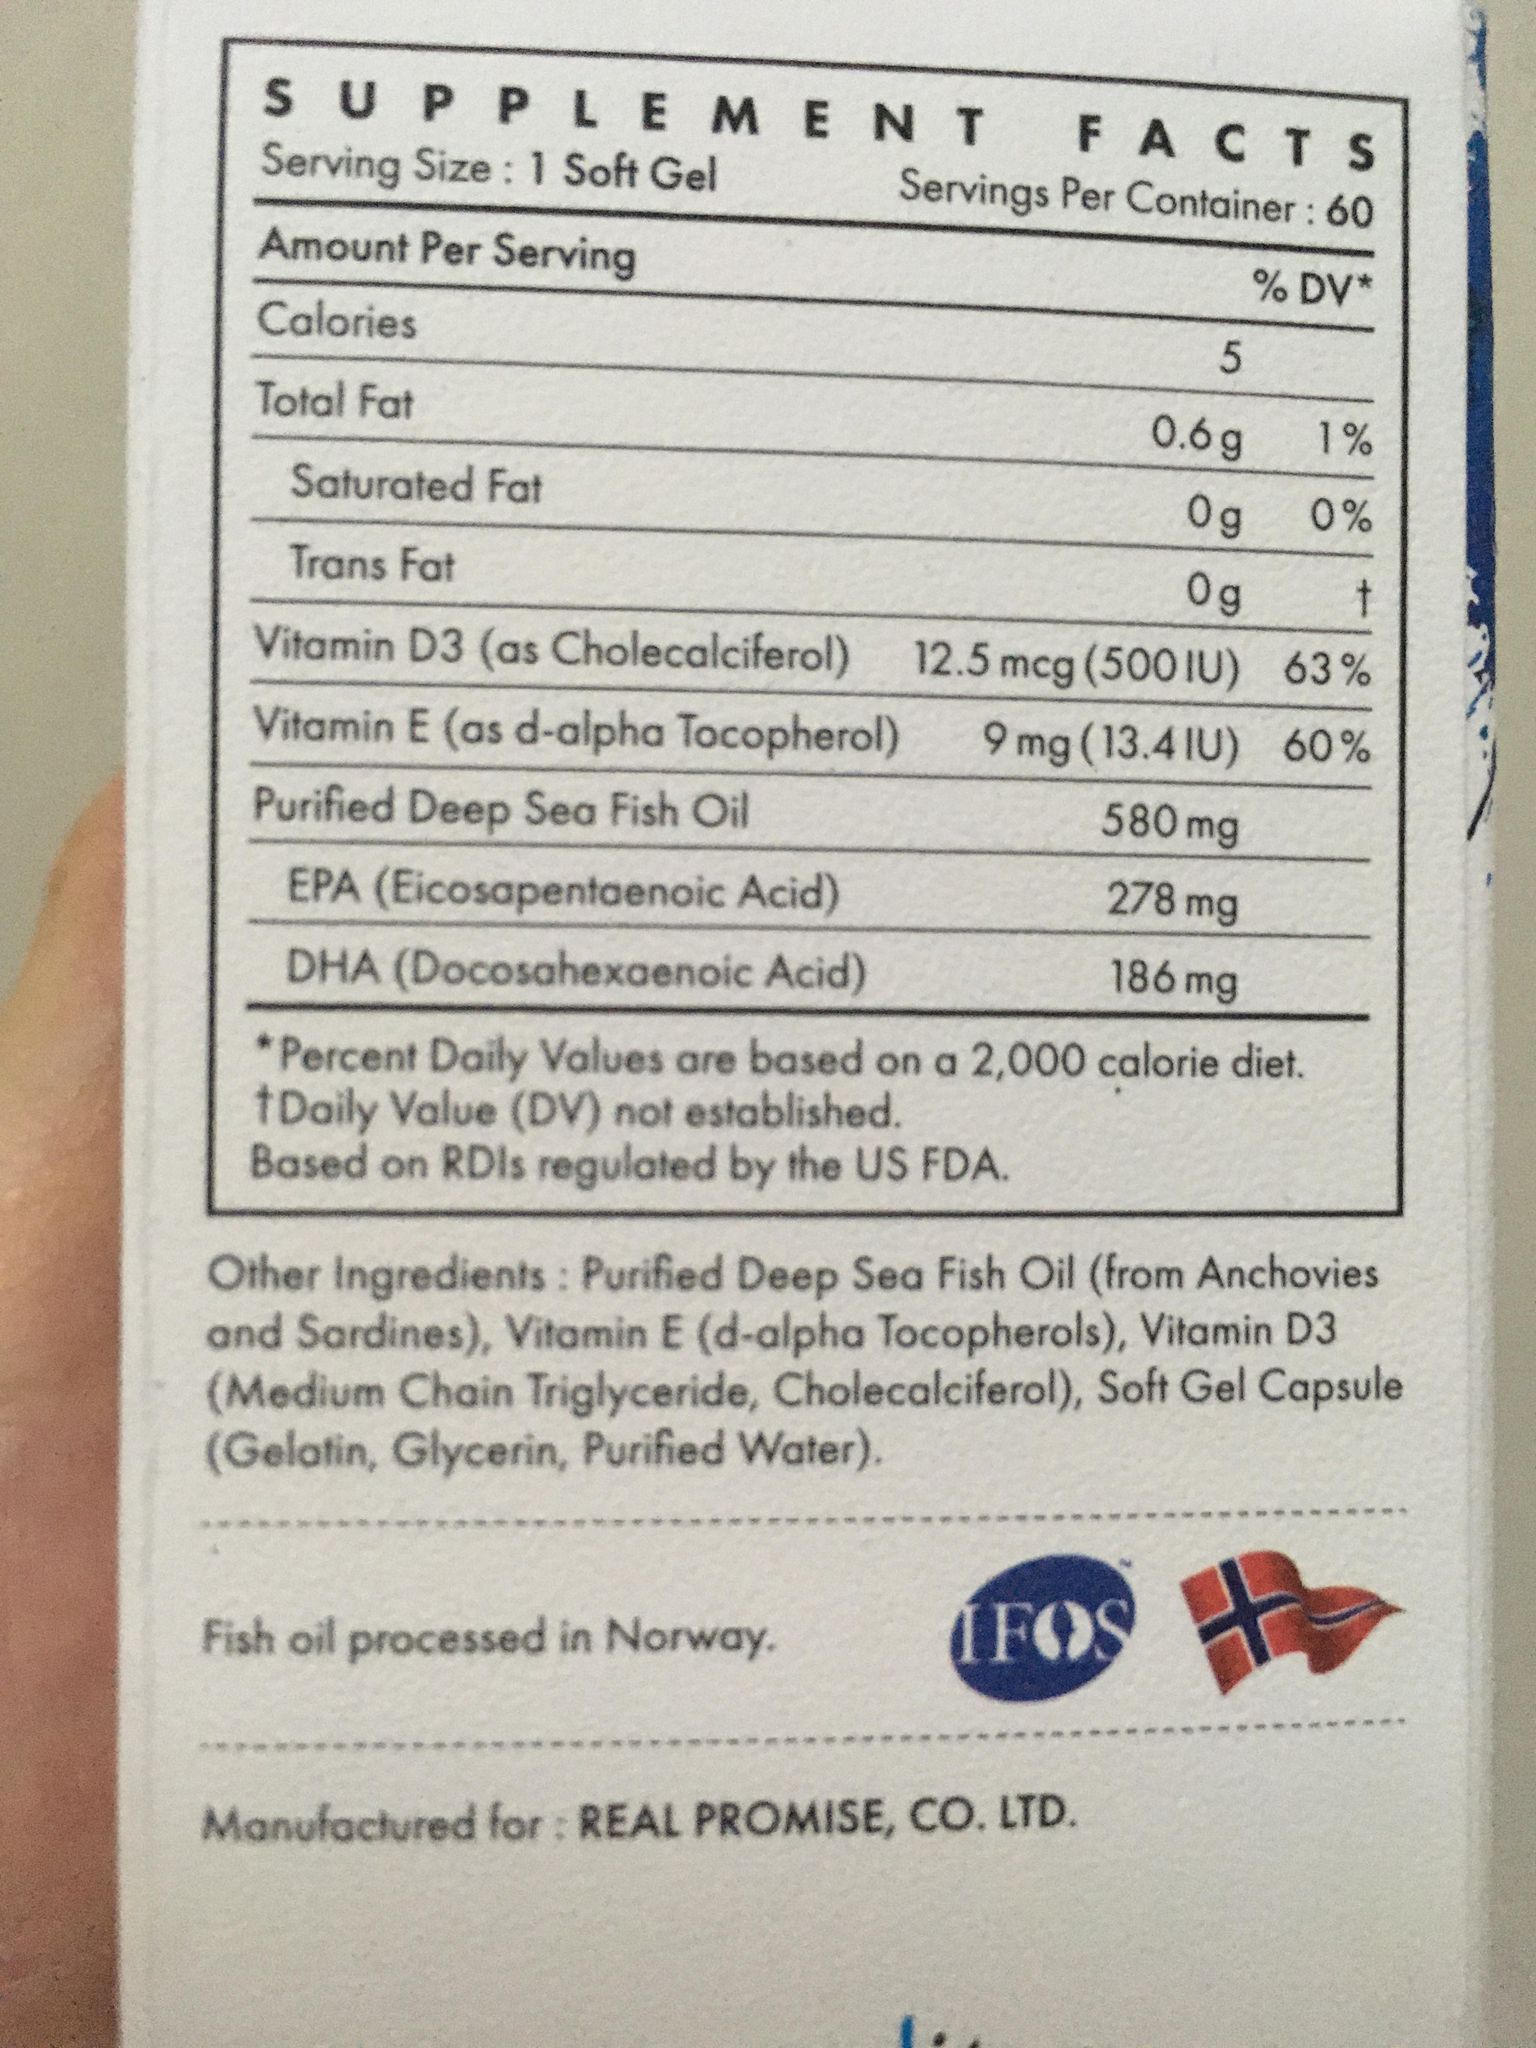 SUPPLEMENT FACTS
Serving Size : 1 Soft Gel Servings Per Container : 60
Amount Per Serving % DV*
Calories 5
Total Fat 0.6 g 1%
Saturated Fat 0 g 0%
Trans Fat 0 g †
Vitamin D3 (as Cholecalciferol) 12.5 mcg (500 IU) 63%
Vitamin E (as d-alpha Tocopherol) 9 mg (13.4 IU) 60%
Purified Deep Sea Fish Oil 580 mg
EPA (Eicosapentaenoic Acid) 278 mg
DHA (Docosahexaenoic Acid) 186 mg
*Percent Daily Values are based on a 2,000 calorie diet.
†Daily Value (DV) not established.
Based on RDIs regulated by the US FDA.
Other Ingredients : Purified Deep Sea Fish Oil (from Anchovies
and Sardines), Vitamin E (d-alpha Tocopherols), Vitamin D3
(Medium Chain Triglyceride, Cholecalciferol), Soft Gel Capsule
(Gelatin, Glycerin, Purified Water).
Fish oil processed in Norway. IFOS
Manufactured for : REAL PROMISE, CO. LTD.